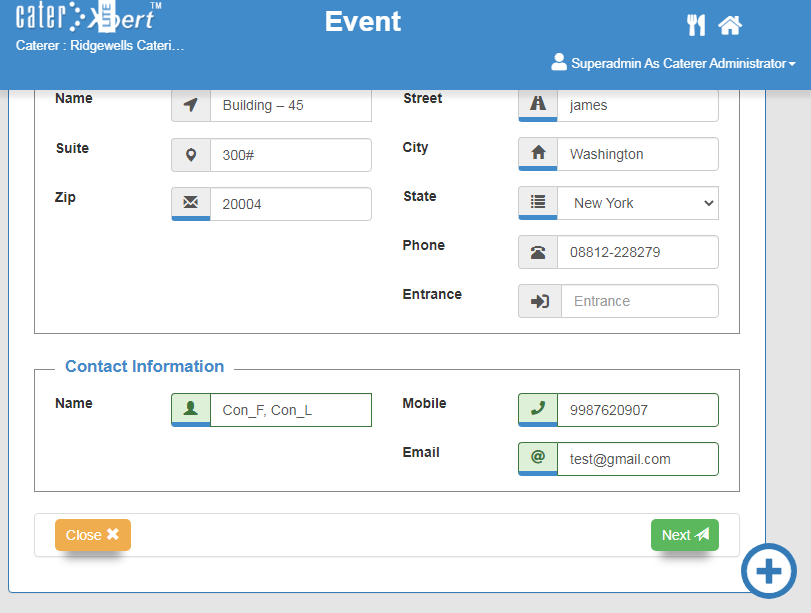 cater Xpert™
LITE
Event
Caterer : Ridgewells Cateri…
Superadmin As Caterer Administrator
Name Building – 45 Street james
Suite 300# City Washington
Zip 20004 State New York
Phone 08812-228279
Entrance Entrance
Contact Information
Name Con_F, Con_L Mobile 9987620907
Email @ test@gmail.com
Close Next